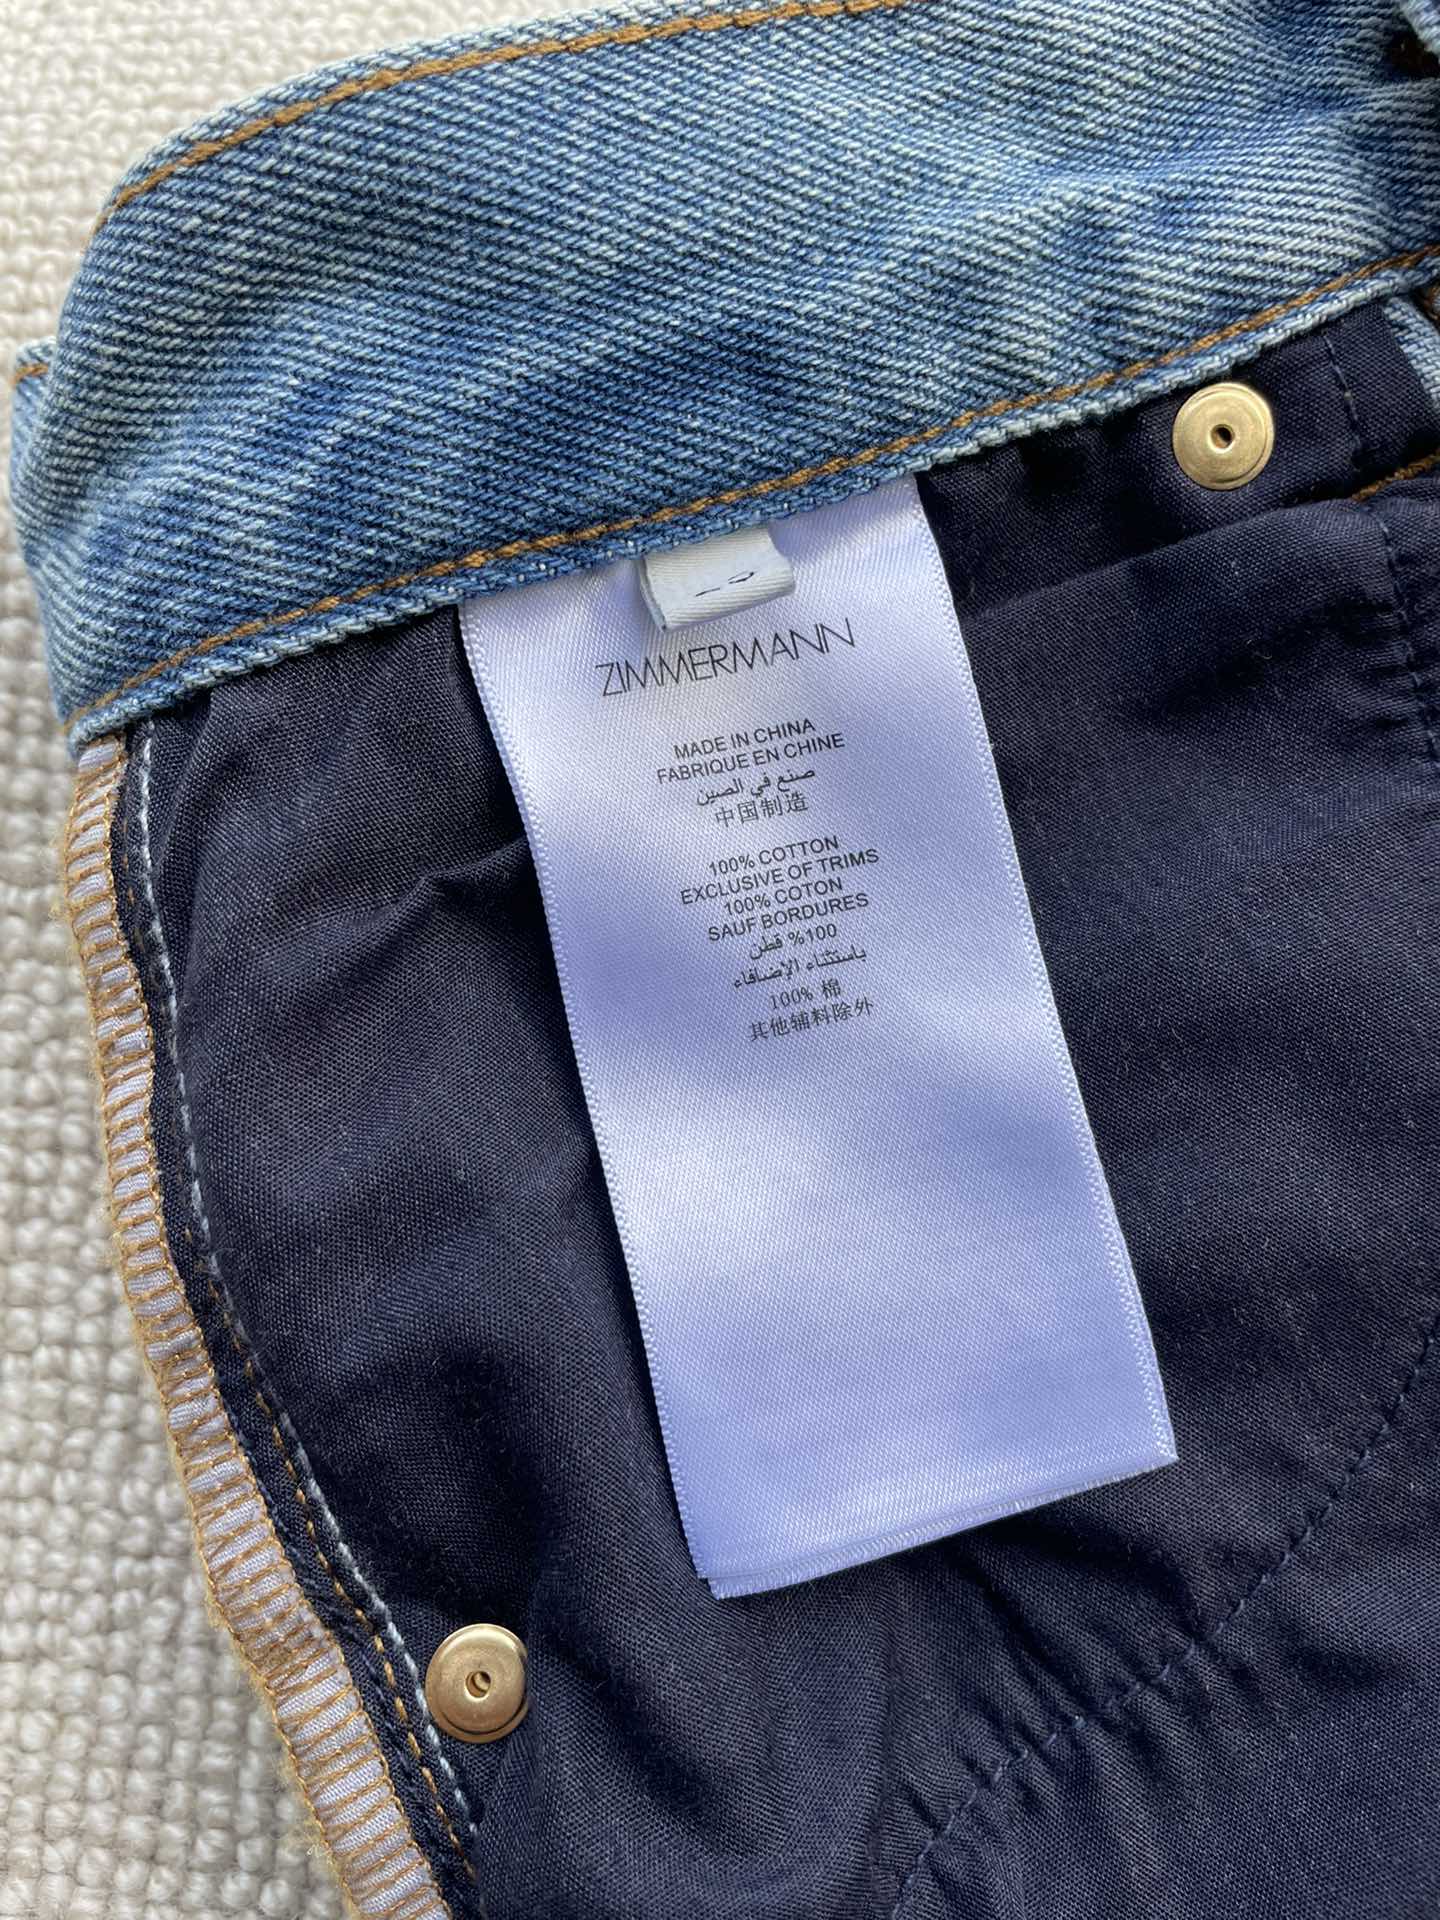 ZIMMERMANN
MADE IN CHINA
FABRIQUE EN CHINE
صنع في الصين
中国制造
100% COTTON
EXCLUSIVE OF TRIMS
100% COTON
SAUF BORDURES
100% قطن
باستثناء الإضافاء
100% 棉
其他辅料除外